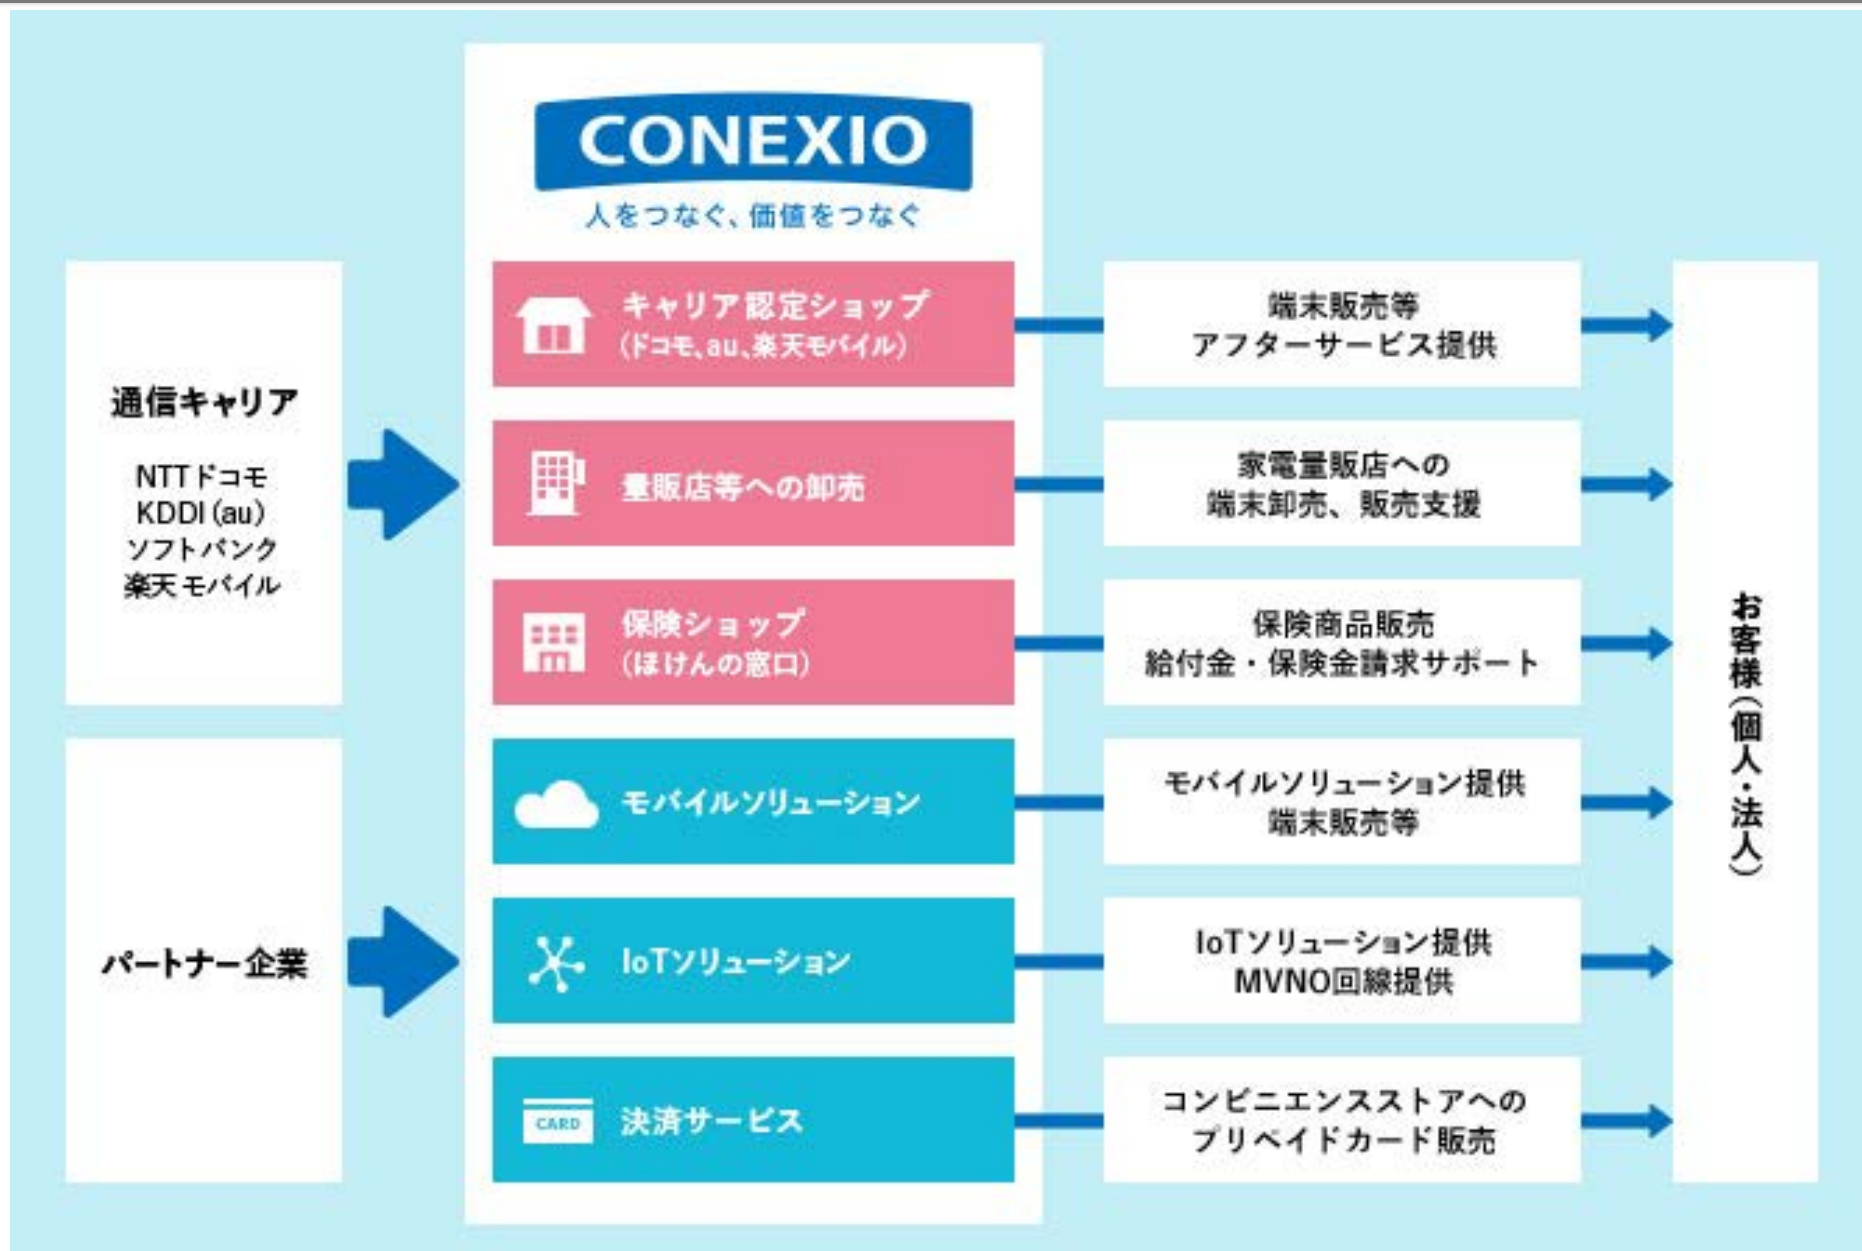 CONEXIO
人をつなぐ、価値をつなぐ
通信キャリア
NTTドコモ
KDDI(au)
ソフトバンク
楽天モバイル
パートナー企業
キャリア認定ショップ
(ドコモ、au、楽天モバイル)
端末販売等
アフターサービス提供
量販店等への卸売
家電量販店への
端末卸売、販売支援
保険ショップ
(ほけんの窓口)
保険商品販売
給付金・保険金請求サポート
モバイルソリューション
モバイルソリューション提供
端末販売等
IoTソリューション
IoTソリューション提供
MVNO回線提供
CARD
決済サービス
コンビニエンスストアへの
プリペイドカード販売
お客様(個人・法人)